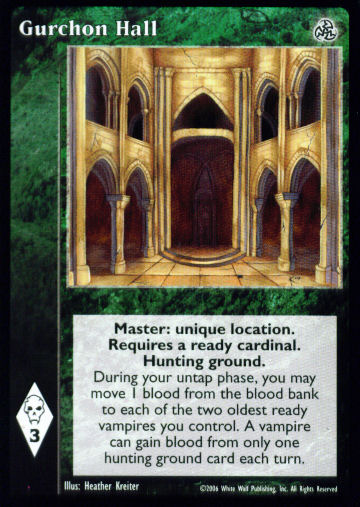 Gurchon Hall
Master: unique location.
Requires a ready cardinal.
Hunting ground.
During your untap phase, you may
move 1 blood from the blood bank
to each of the two oldest ready
vampires you control. A vampire
can gain blood from only one
hunting ground card each turn.
3
Illus: Heather Kreiter
©2006 White Wolf Publishing, Inc. All Rights Reserved.